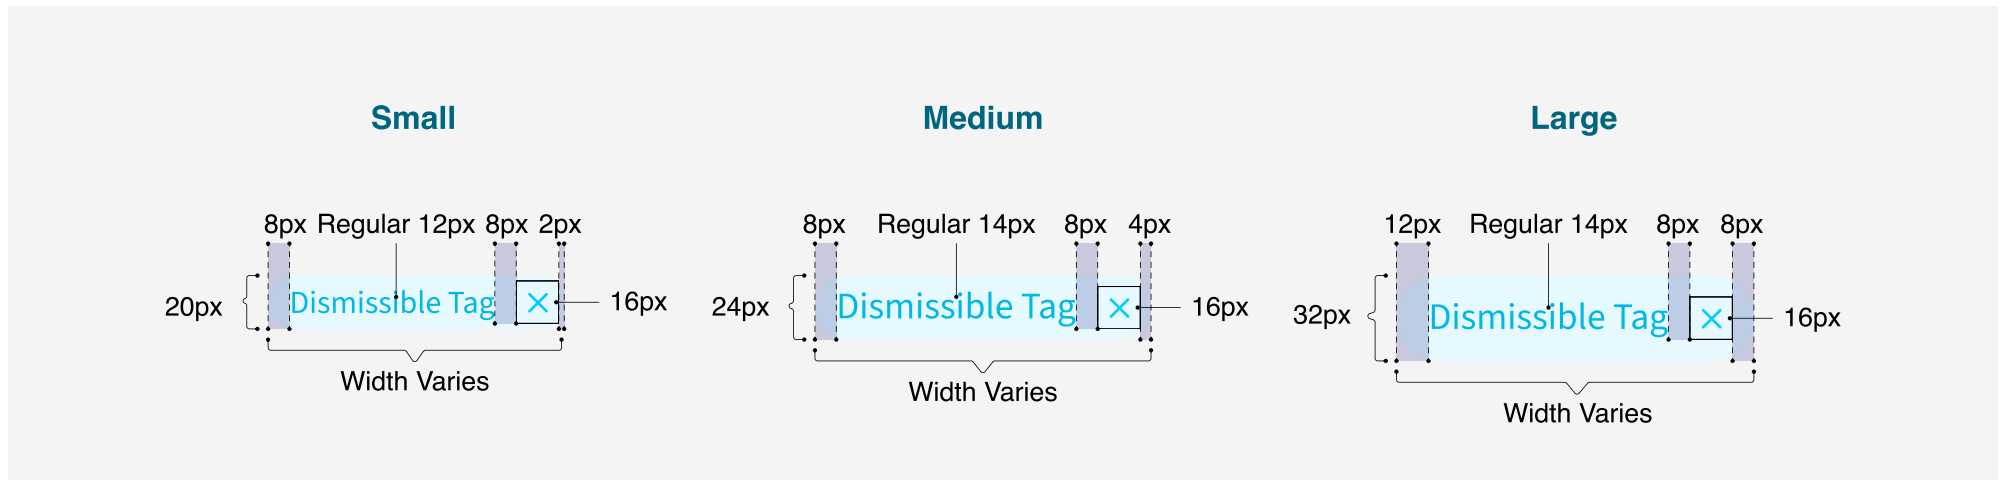 Small
8px Regular 12px 8px 2px
20px
Dismissible Tag
16px
Width Varies
Medium
8px Regular 14px 8px 4px
24px
Dismissible Tag
16px
Width Varies
Large
12px Regular 14px 8px 8px
32px
Dismissible Tag
16px
Width Varies